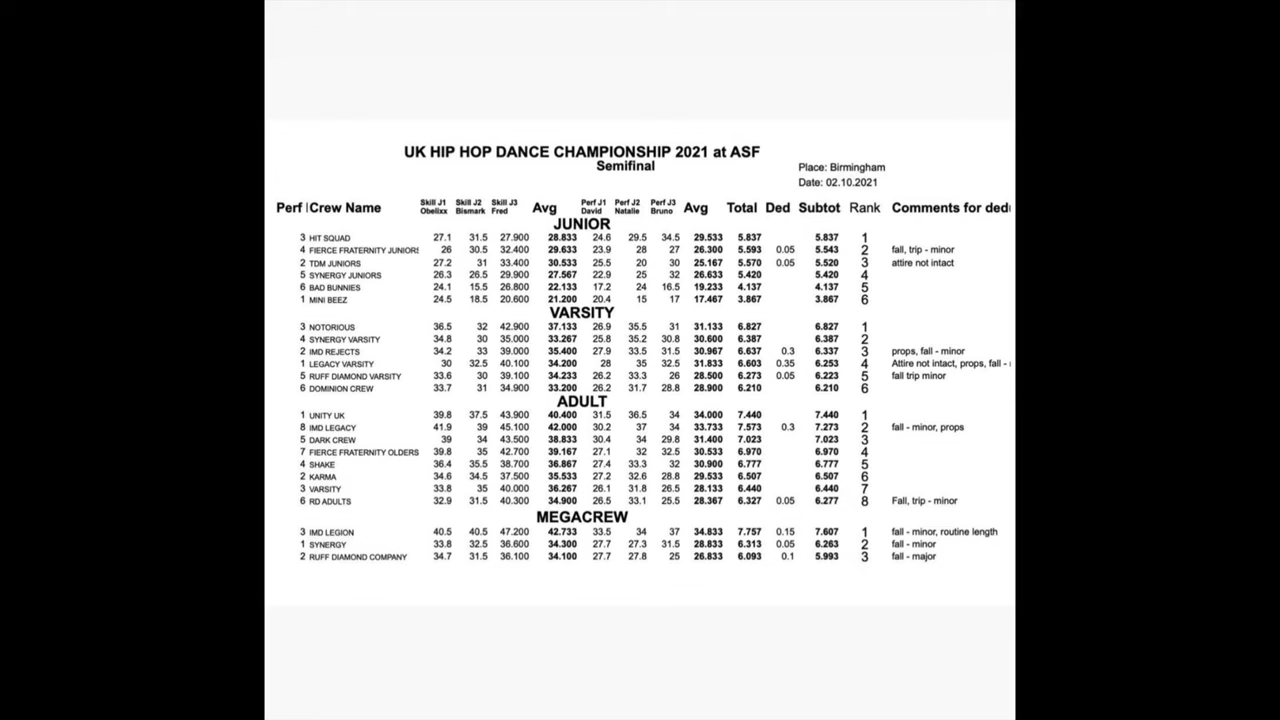 UK HIP HOP DANCE CHAMPIONSHIP 2021 at ASF
Semifinal
Place: Birmingham
Date: 02.10.2021
Perf Crew Name Skill J1 Obelixx Skill J2 Bismark Skill J3 Fred Avg Perf J1 David Perf J2 Natalie Perf J3 Bruno Avg Total Ded Subtot Rank Comments for dedu
JUNIOR
3 HIT SQUAD 27.1 31.5 27.900 28.833 24.6 29.5 34.5 29.533 5.837 5.837 1
4 FIERCE FRATERNITY JUNIORS 26 30.5 32.400 29.633 23.9 28 27 26.300 5.593 0.05 5.543 2 fall, trip - minor
2 TDM JUNIORS 27.2 31 33.400 30.533 25.5 20 30 25.167 5.570 0.05 5.520 3 attire not intact
5 SYNERGY JUNIORS 26.3 26.5 29.900 27.567 22.9 25 32 26.633 5.420 5.420 4
6 BAD BUNNIES 24.1 15.5 26.800 22.133 17.2 24 16.5 19.233 4.137 4.137 5
1 MINI BEEZ 24.5 18.5 20.600 21.200 20.4 15 17 17.467 3.867 3.867 6
VARSITY
3 NOTORIOUS 36.5 32 42.900 37.133 26.9 35.5 31 31.133 6.827 6.827 1
4 SYNERGY VARSITY 34.8 30 35.000 33.267 25.8 35.2 30.8 30.600 6.387 6.387 2
2 IMD REJECTS 34.2 33 39.000 35.400 27.9 33.5 31.5 30.967 6.637 0.3 6.337 3 props, fall - minor
1 LEGACY VARSITY 30 32.5 40.100 34.200 28 35 32.5 31.833 6.603 0.35 6.253 4 Attire not intact, props, fall -
5 RUFF DIAMOND VARSITY 33.6 30 39.100 34.233 26.2 33.3 26 28.500 6.273 0.05 6.223 5 fall trip minor
6 DOMINION CREW 33.7 31 34.900 33.200 26.2 31.7 28.8 28.900 6.210 6.210 6
ADULT
1 UNITY UK 39.8 37.5 43.900 40.400 31.5 36.5 34 34.000 7.440 7.440 1
8 IMD LEGACY 41.9 39 45.100 42.000 30.2 37 34 33.733 7.573 0.3 7.273 2 fall - minor, props
5 DARK CREW 39 34 43.500 38.833 30.4 34 29.8 31.400 7.023 7.023 3
7 FIERCE FRATERNITY OLDERS 39.8 35 42.700 39.167 27.1 32 32.5 30.533 6.970 6.970 4
4 SHAKE 36.4 35.5 38.700 36.867 27.4 33.3 32 30.900 6.777 6.777 5
2 KARMA 34.6 34.5 37.500 35.533 27.2 32.6 28.8 29.533 6.507 6.507 6
3 VARSITY 33.8 35 40.000 36.267 26.1 31.8 26.5 28.133 6.440 6.440 7
6 RD ADULTS 32.9 31.5 40.300 34.900 26.5 33.1 25.5 28.367 6.327 0.05 6.277 8 Fall, trip - minor
MEGACREW
3 IMD LEGION 40.5 40.5 47.200 42.733 33.5 34 37 34.833 7.757 0.15 7.607 1 fall - minor, routine length
1 SYNERGY 33.8 32.5 36.600 34.300 27.7 27.3 31.5 28.833 6.313 0.05 6.263 2 fall - minor
2 RUFF DIAMOND COMPANY 34.7 31.5 36.100 34.100 27.7 27.8 25 26.833 6.093 0.1 5.993 3 fall - major